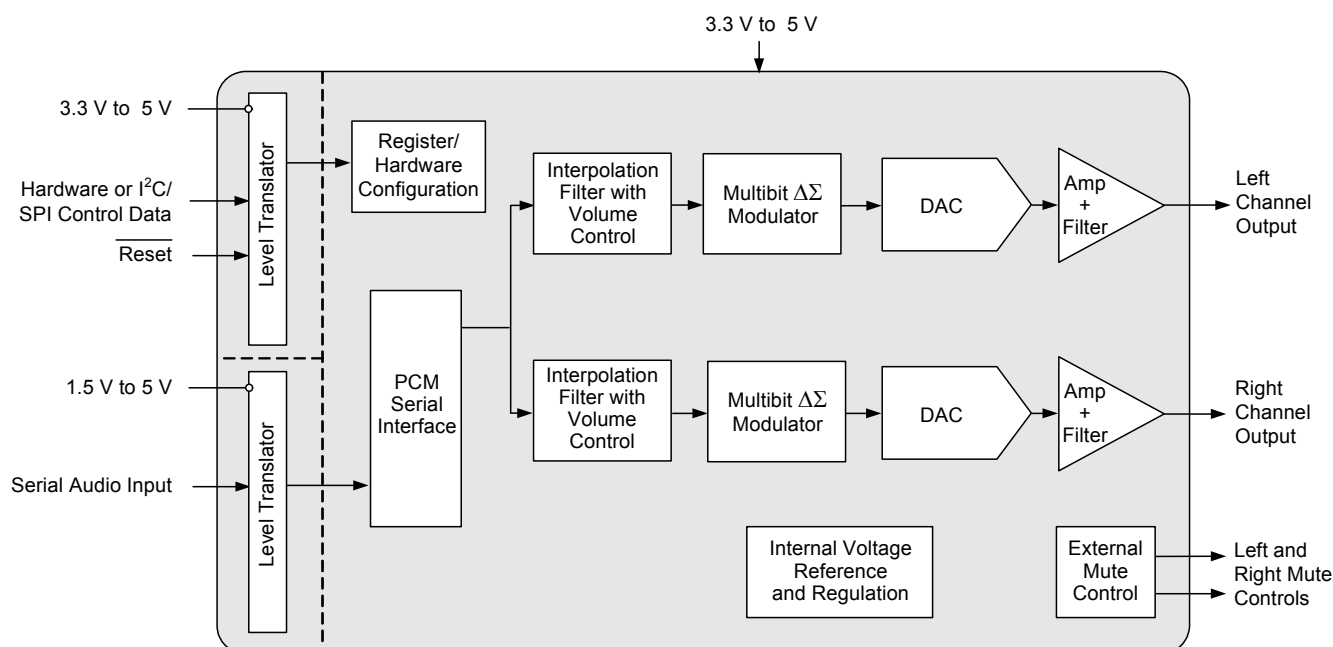 3.3 V to 5 V
3.3 V to 5 V
Hardware or I²C/
SPI Control Data
Reset
Level Translator
Register/
Hardware
Configuration
Interpolation
Filter with
Volume
Control
Multibit ΔΣ
Modulator
DAC
Amp
+
Filter
Left
Channel
Output
1.5 V to 5 V
Serial Audio Input
Level Translator
PCM
Serial
Interface
Interpolation
Filter with
Volume
Control
Multibit ΔΣ
Modulator
DAC
Amp
+
Filter
Right
Channel
Output
Internal Voltage
Reference
and Regulation
External
Mute
Control
Left and
Right Mute
Controls